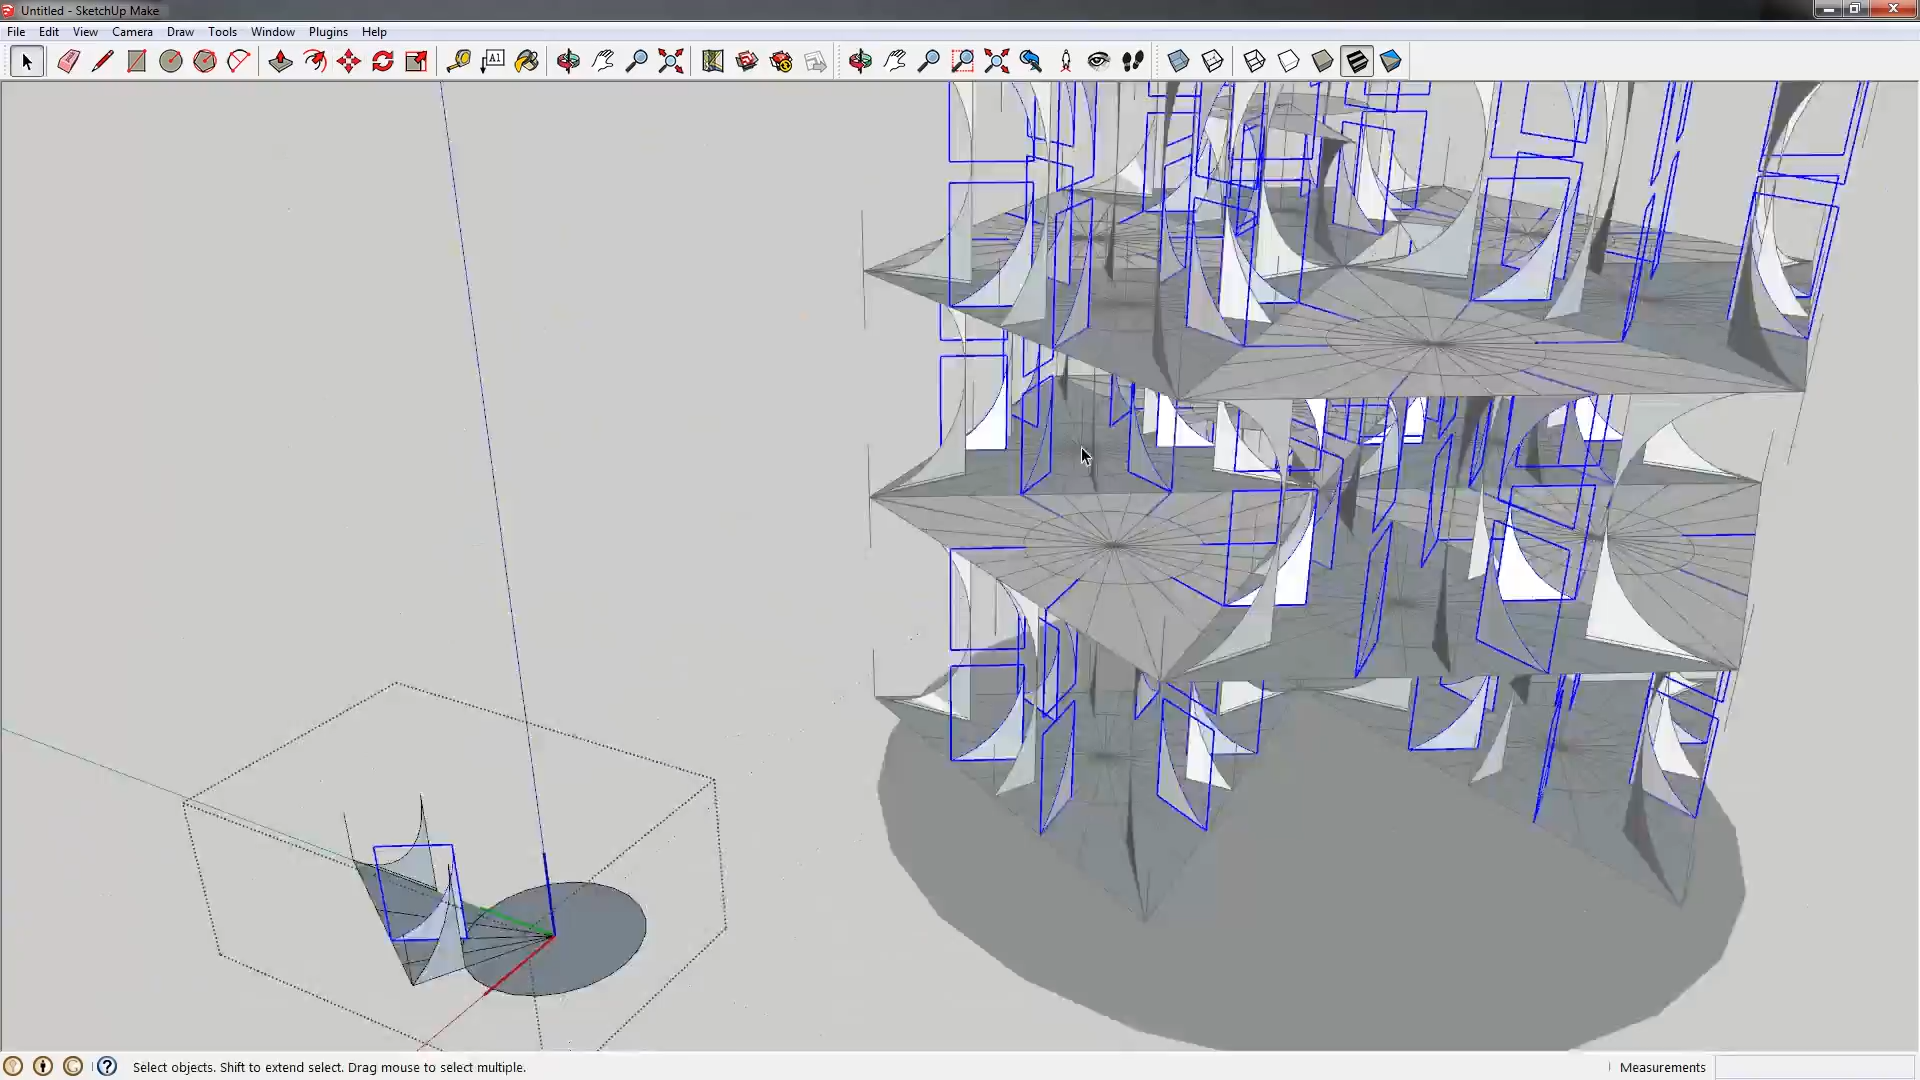 Untitled - SketchUp Make
File Edit View Camera Draw Tools Window Plugins Help
A1
Select objects. Shift to extend select. Drag mouse to select multiple.
Measurements